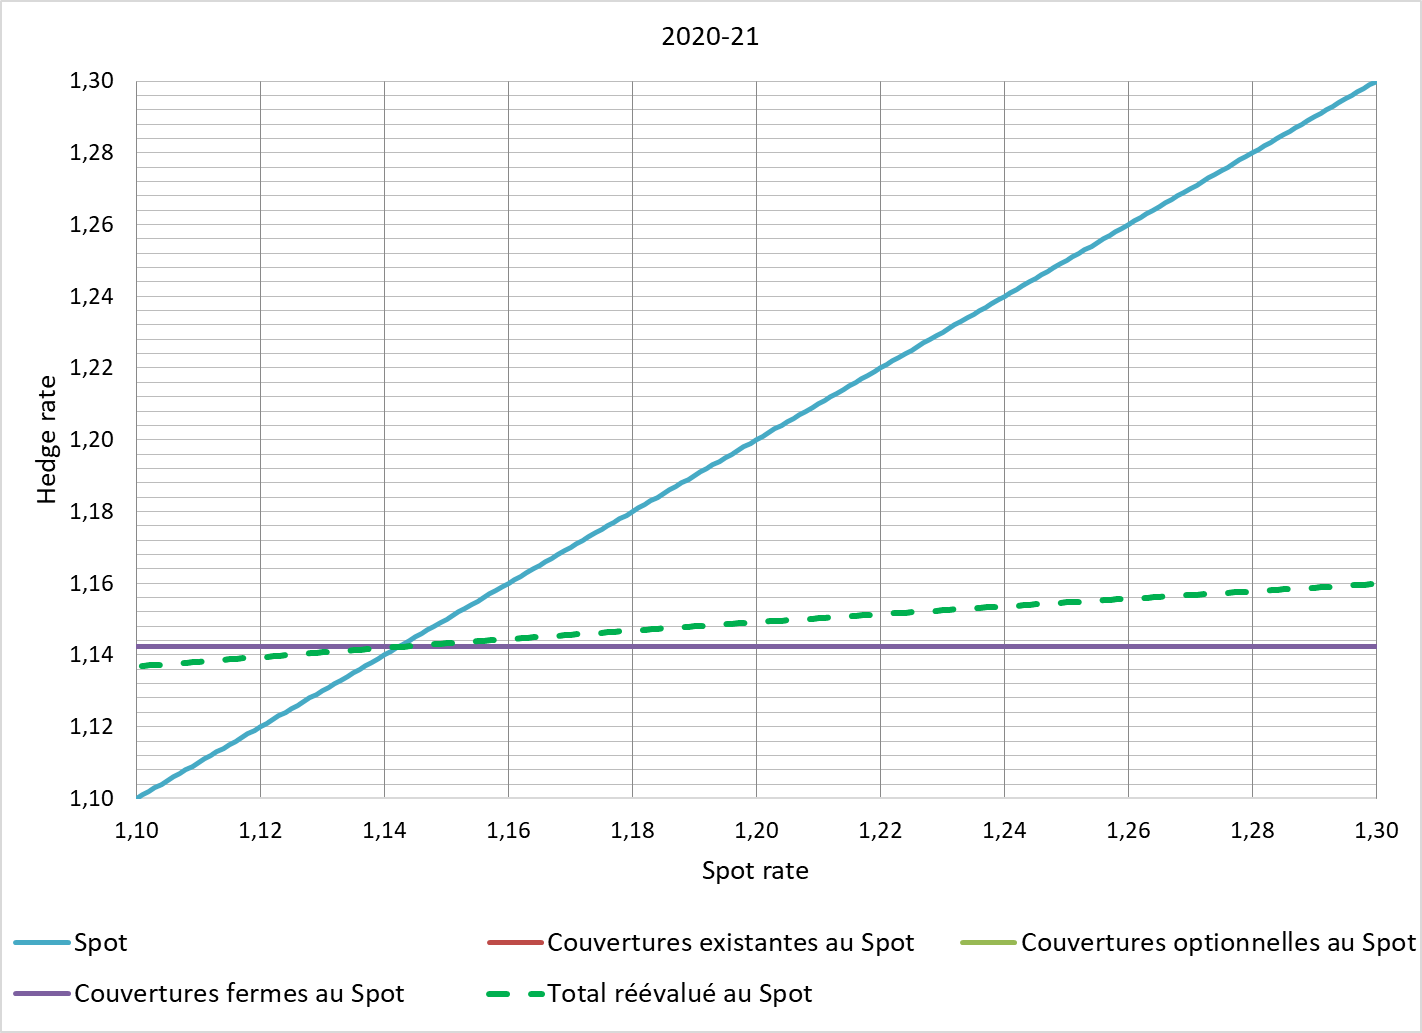 2020-21
1,30
1,28
1,26
1,24
1,22
1,20
1,18
1,16
1,14
1,12
1,10
Hedge rate
1,10 1,12 1,14 1,16 1,18 1,20 1,22 1,24 1,26 1,28 1,30
Spot rate
Spot Couvertures existantes au Spot Couvertures optionnelles au Spot
Couvertures fermes au Spot Total réévalué au Spot